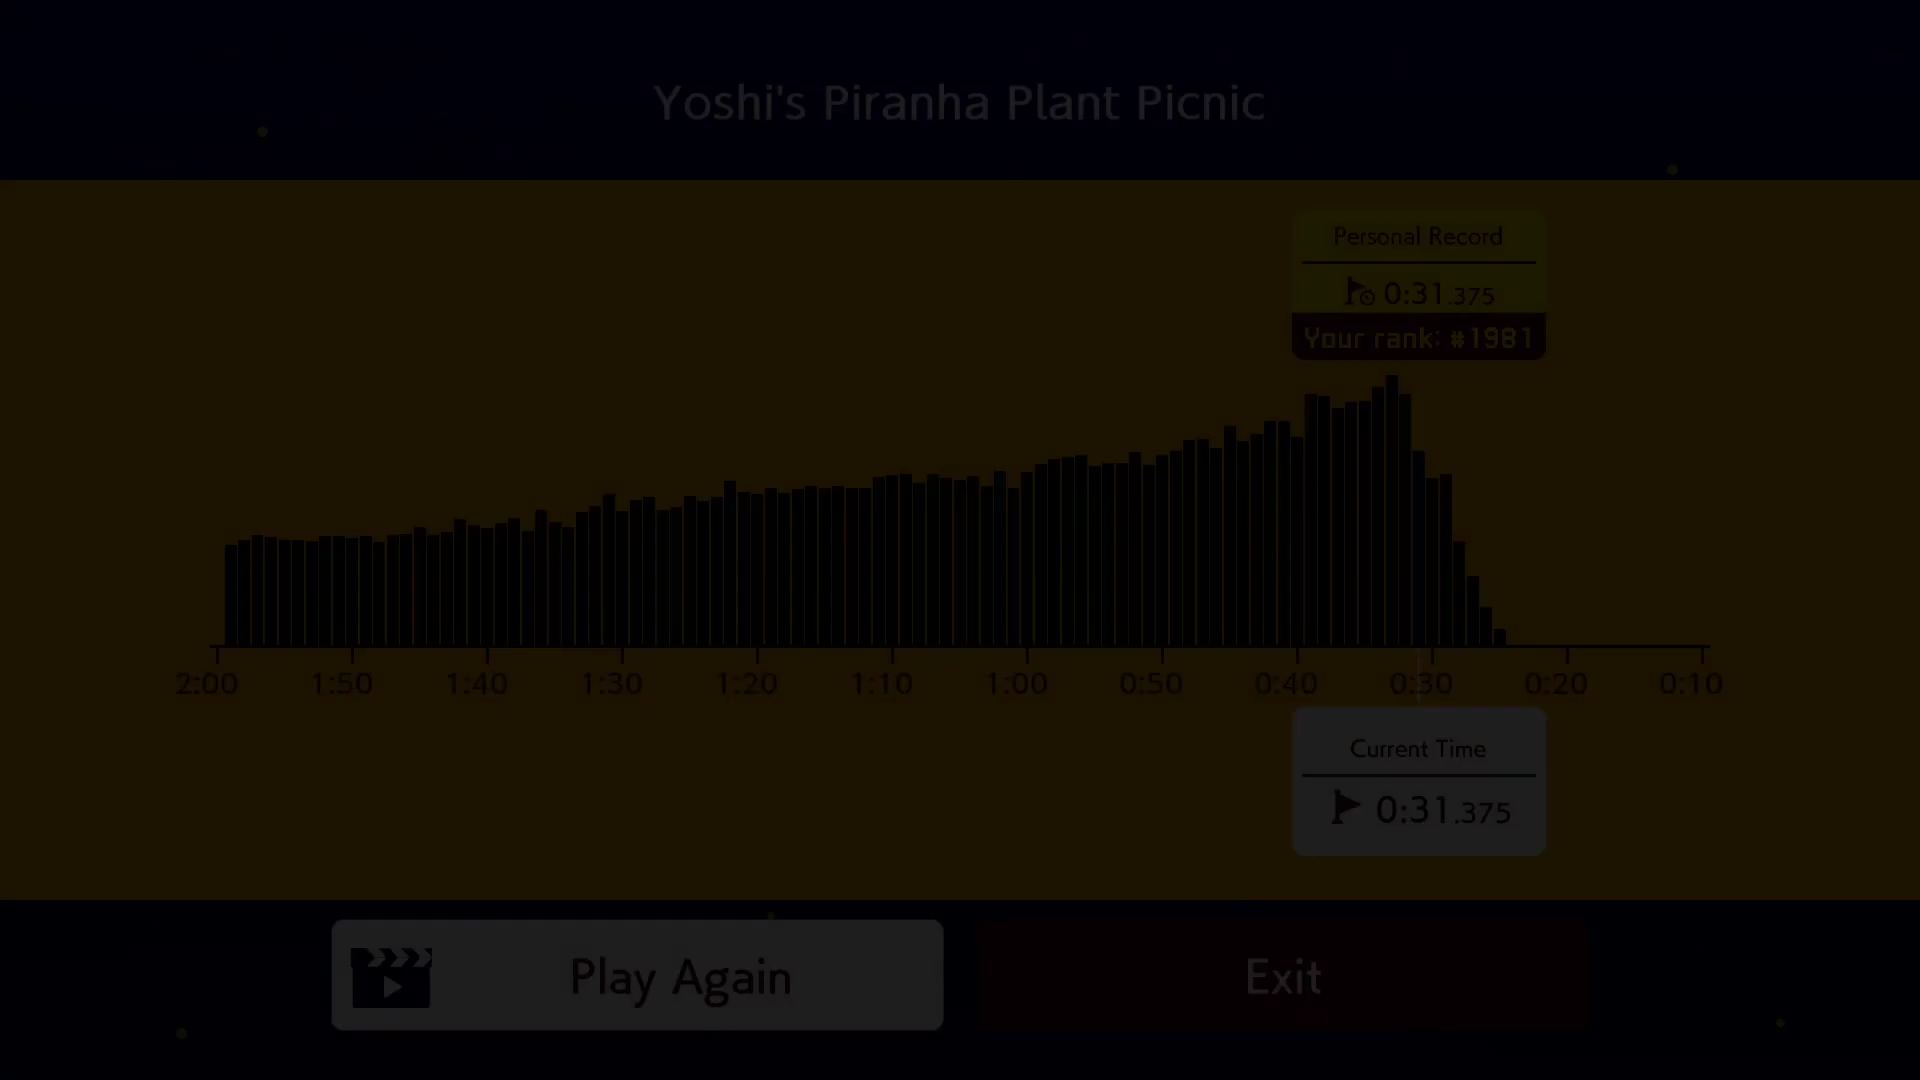 Yoshi's Piranha Plant Picnic
Personal Record
0:31.375
Your rank: #1981
2:00 1:50 1:40 1:30 1:20 1:10 1:00 0:50 0:40 0:30 0:20 0:10
Current Time
0:31.375
Play Again
Exit